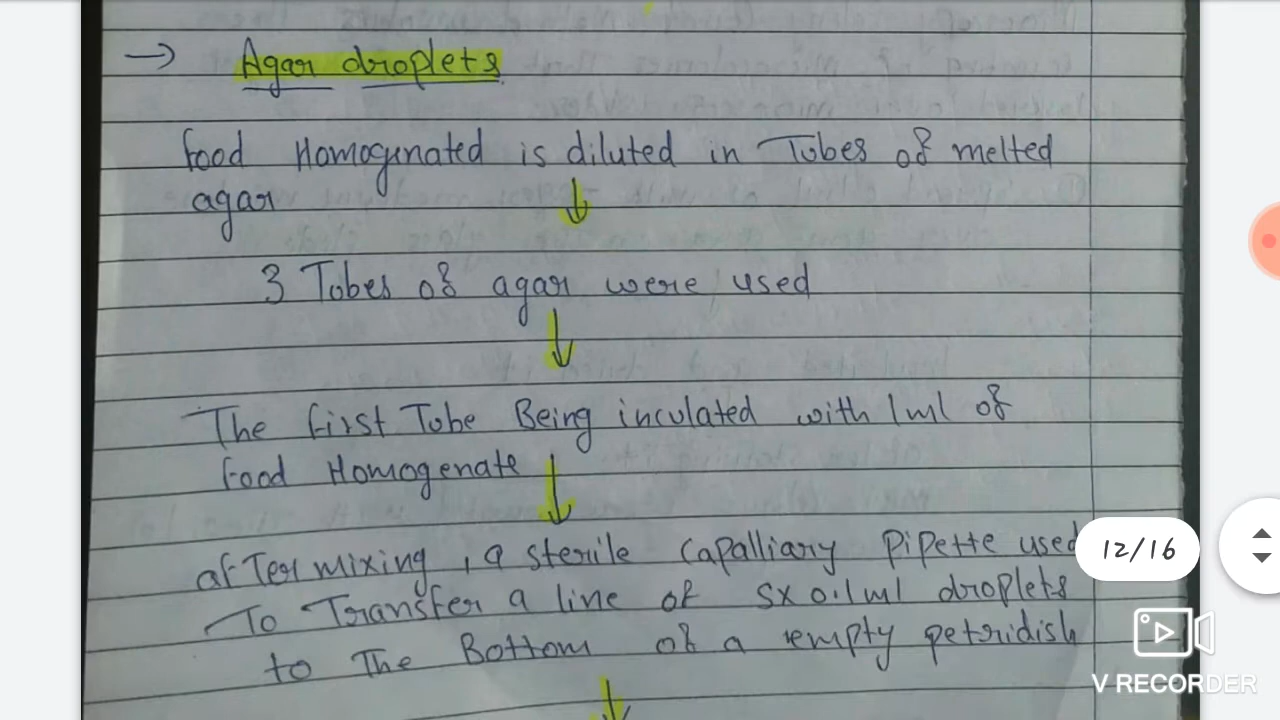 → Agar droplets
food Homogenated is diluted in Tubes of melted
agar
↓
3 Tubes of agar were used
↓
The first Tube Being inculated with 1ml of
food Homogenate
↓
after mixing, a sterile capalliary pipette used
To Transfer a line of 5x0.1ml droplets
to The Bottom of a empty petridish
↓
12/16
V RECORDER